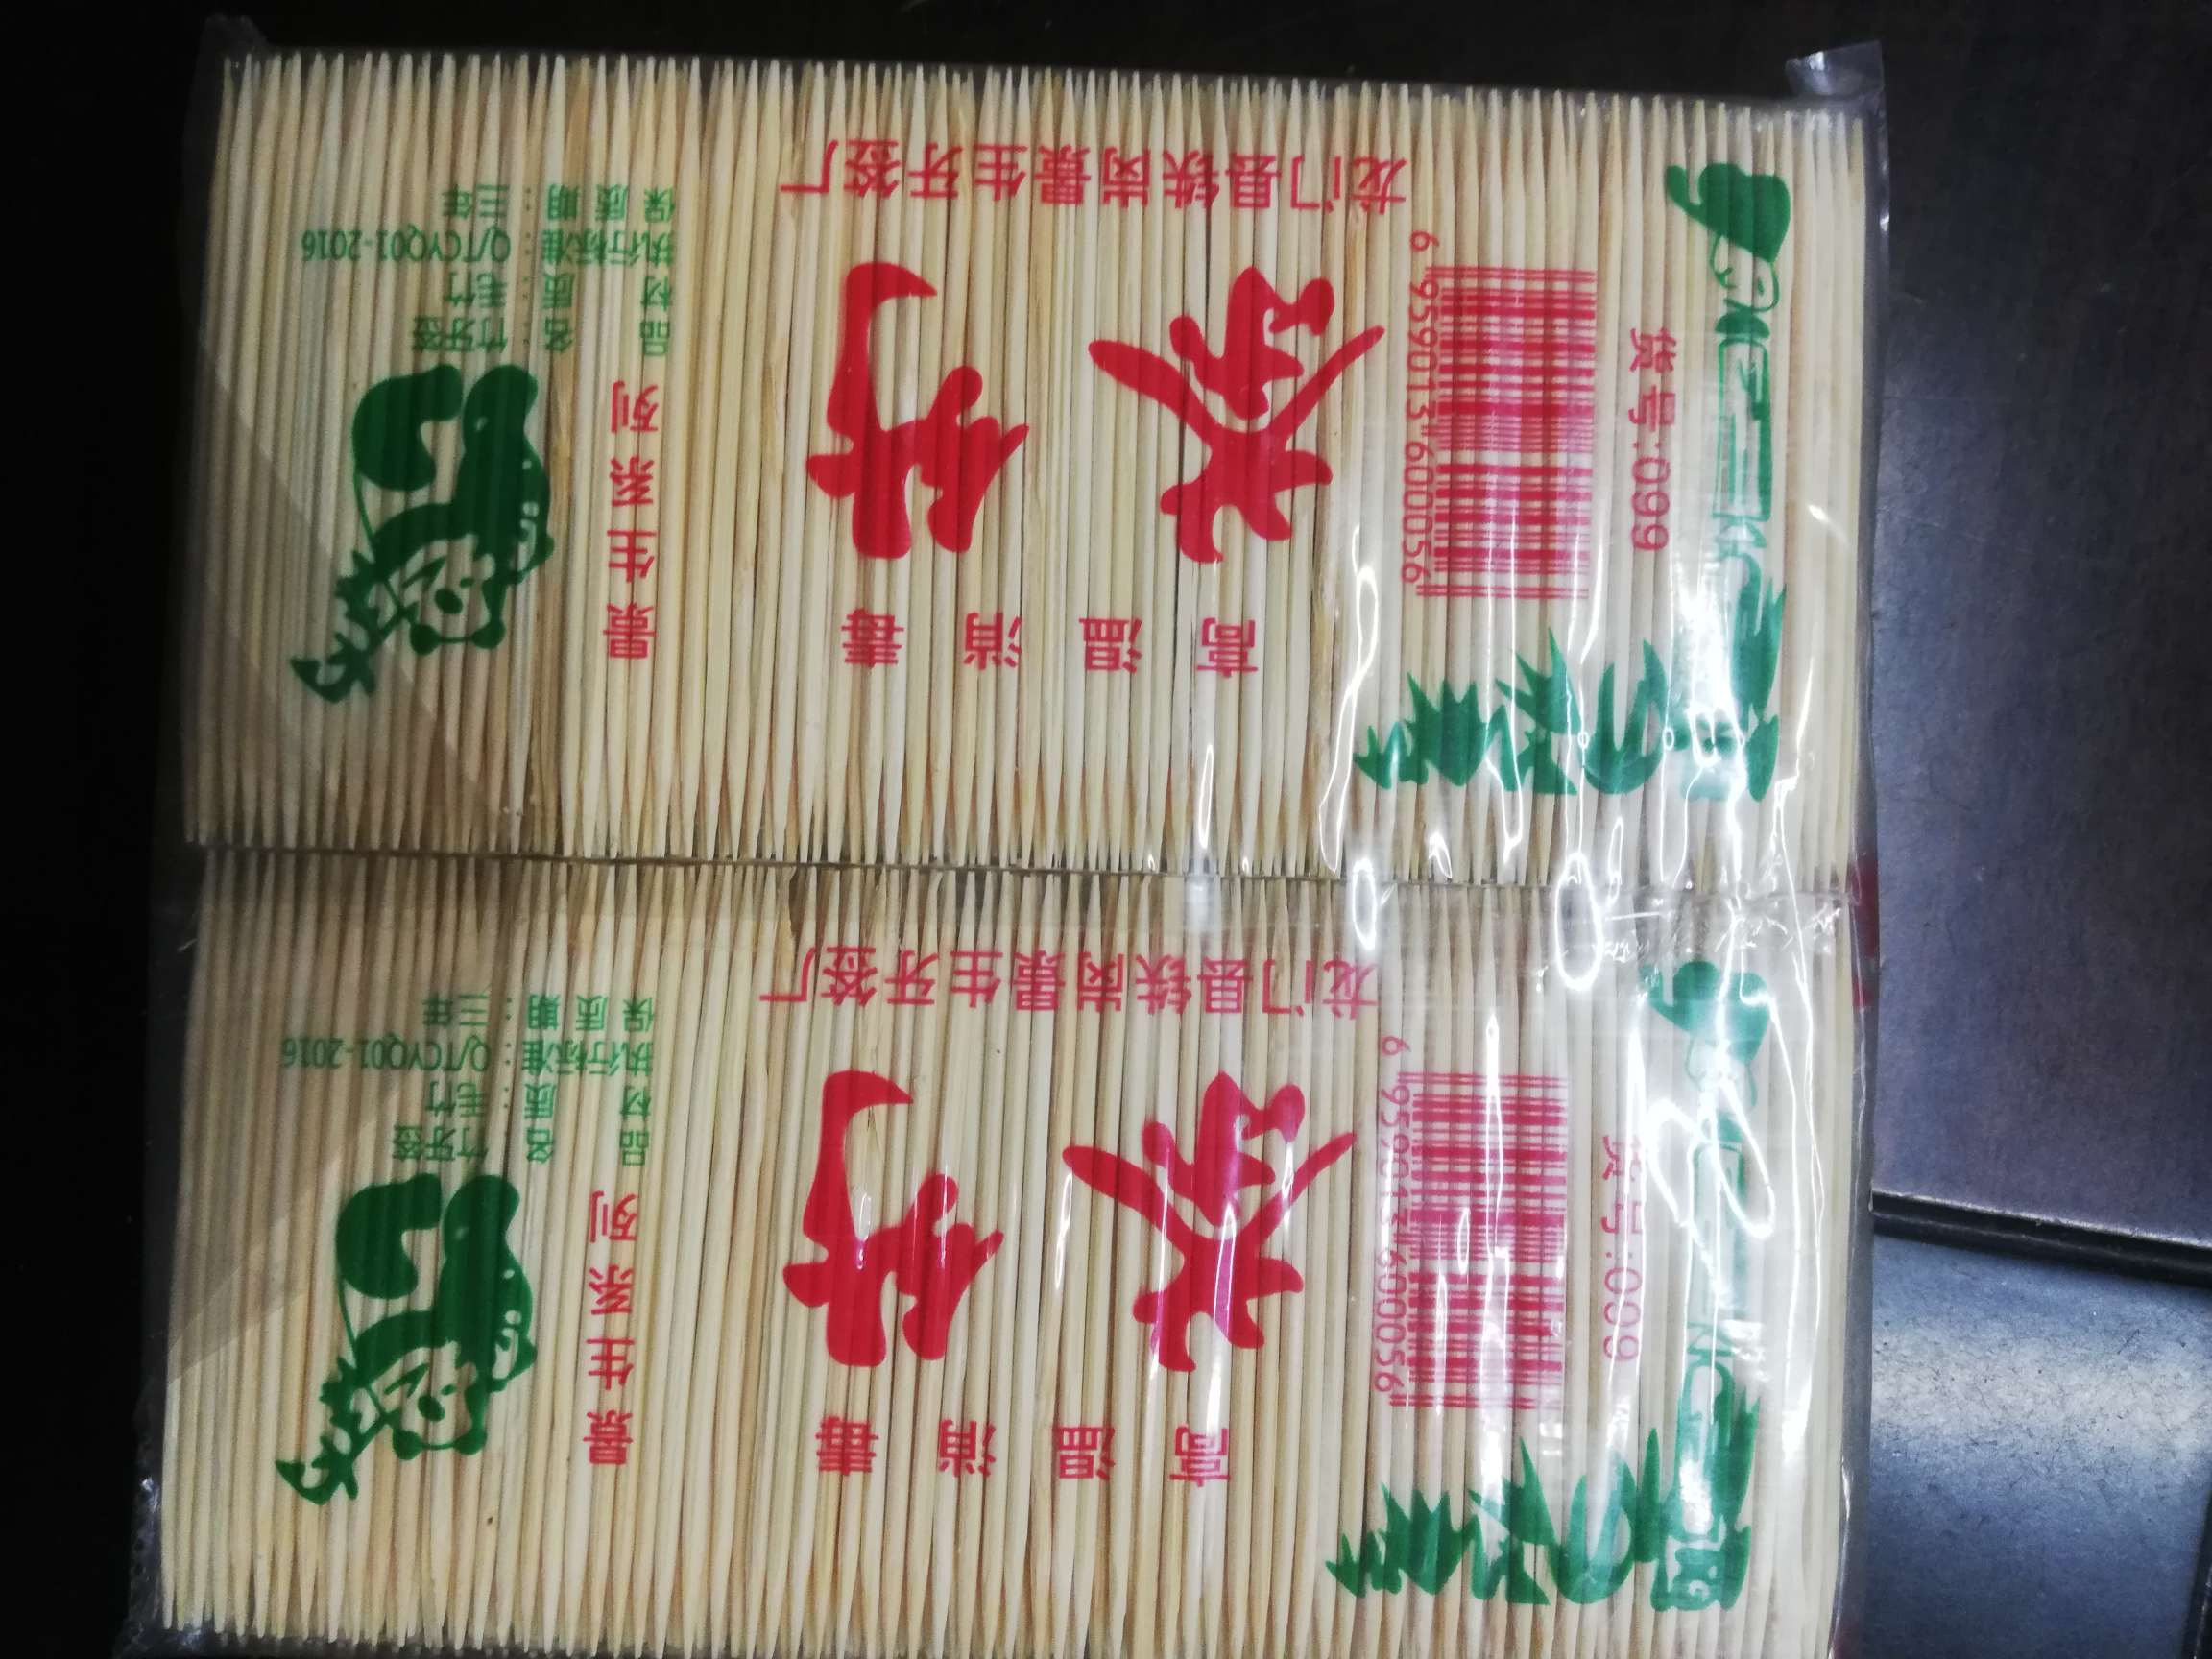 龙门县铁岗景生牙签厂
牙签
高温消毒
景生系列
品名：竹牙签
材质：毛竹
执行标准：Q/TCYQ01-2016
保质期：三年
货号:099
6 959013 600056
龙门县铁岗景生牙签厂
牙签
高温消毒
景生系列
品名：竹牙签
材质：毛竹
执行标准：Q/TCYQ01-2016
保质期：三年
货号:099
6 959013 600056